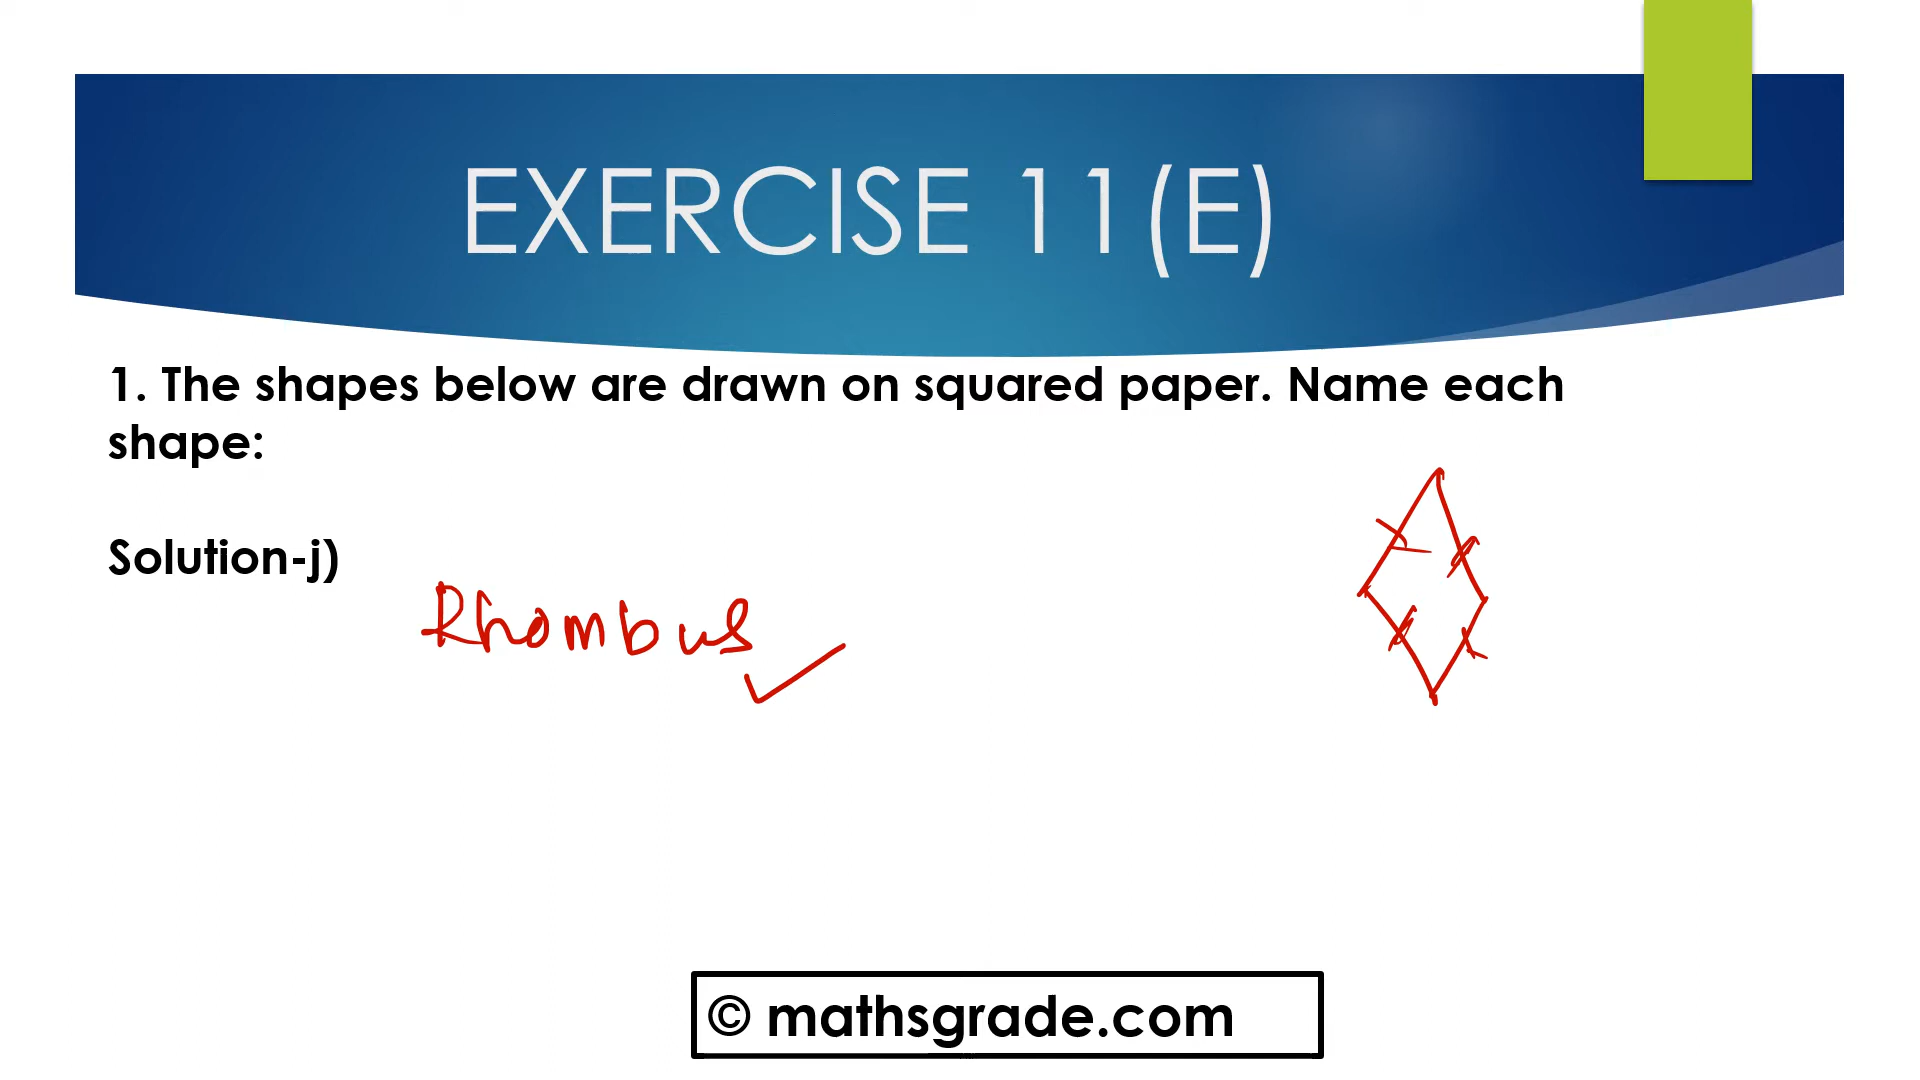 EXERCISE 11(E)
1. The shapes below are drawn on squared paper. Name each
shape:
Solution-j)
Rhombus
© mathsgrade.com